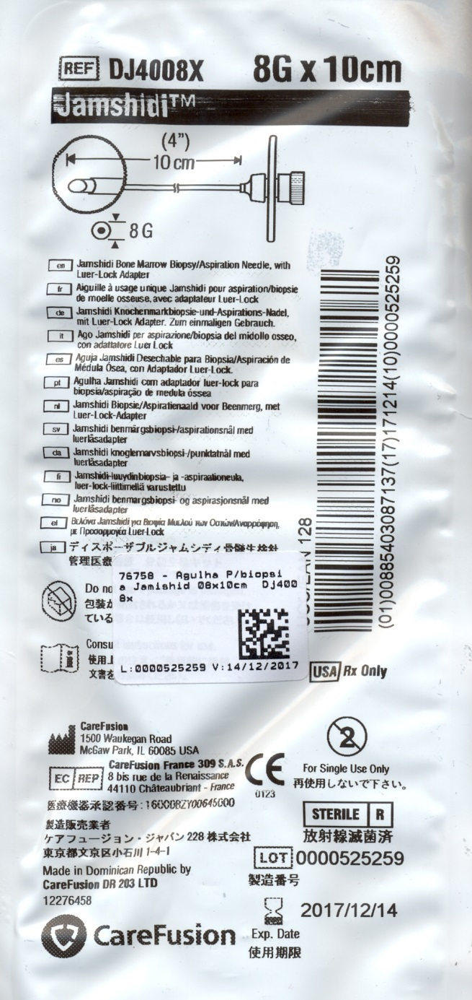 REF DJ4008X 8G x 10cm
Jamshidi™
(4")
10 cm
8 G
en Jamshidi Bone Marrow Biopsy/Aspiration Needle, with
Luer-Lock Adapter
fr Aiguille à usage unique Jamshidi pour aspiration/biopsie
de moelle osseuse, avec adaptateur Luer-Lock
de Jamshidi Knochenmarkbiopsie-und-Aspirations-Nadel,
mit Luer-Lock Adapter. Zum einmaligen Gebrauch.
it Ago Jamshidi per aspirazione/biopsia del midollo osseo,
con adattatore Luer Lock
es Aguja Jamshidi Desechable para Biopsia/Aspiración de
Médula Ósea, con Adaptador Luer-Lock.
pt Agulha Jamshidi com adaptador luer-lock para
biopsia/aspiração de medula óssea
nl Jamshidi Biopsie/Aspiratienaald voor Beenmerg, met
Luer-Lock-Adapter
sv Jamshidi benmärgsbiopsi-/aspirationsnål med
luerlåsadapter
da Jamshidi knoglemarvsbiopsi-/punktatnål med
luerlåsadapter
fi Jamshidi-luuydinbiopsia- ja -aspiraationeula,
luer-lock-liittimellä varustettu
no Jamshidi benmargsbiopsi- og aspirasjonsnål med
luerlåsadapter
el Βελόνα Jamshidi για Βιοψία Μυελού των Οστών/Αναρρόφηση,
με Προσαρμογέα Luer-Lock
ja ディスポーザブルジャムシディ骨髄生検針
管理医療
(01)00885403087137(17)171214(10)0000525259
128
76758 - Agulha P/biopsi
a Jamishid 08x10cm Dj400
8x
L:0000525259 V:14/12/2017
Do no
包装が
ている
Consu
使用上
文書を
USA Rx Only
CareFusion
1500 Waukegan Road
McGaw Park, IL 60085 USA
EC REP CareFusion France 309 S.A.S.
8 bis rue de la Renaissance
44110 Châteaubriant - France
CE
0123
2
For Single Use Only
再使用しないで下さい。
医療機器承認番号: 16000BZY00645000
STERILE R
放射線滅菌済
製造販売業者
ケアフュージョン・ジャパン 228 株式会社
東京都文京区小石川 1-4-1
LOT 0000525259
製造番号
Made in Dominican Republic by
CareFusion DR 203 LTD
12276458
2017/12/14
Exp. Date
使用期限
CareFusion